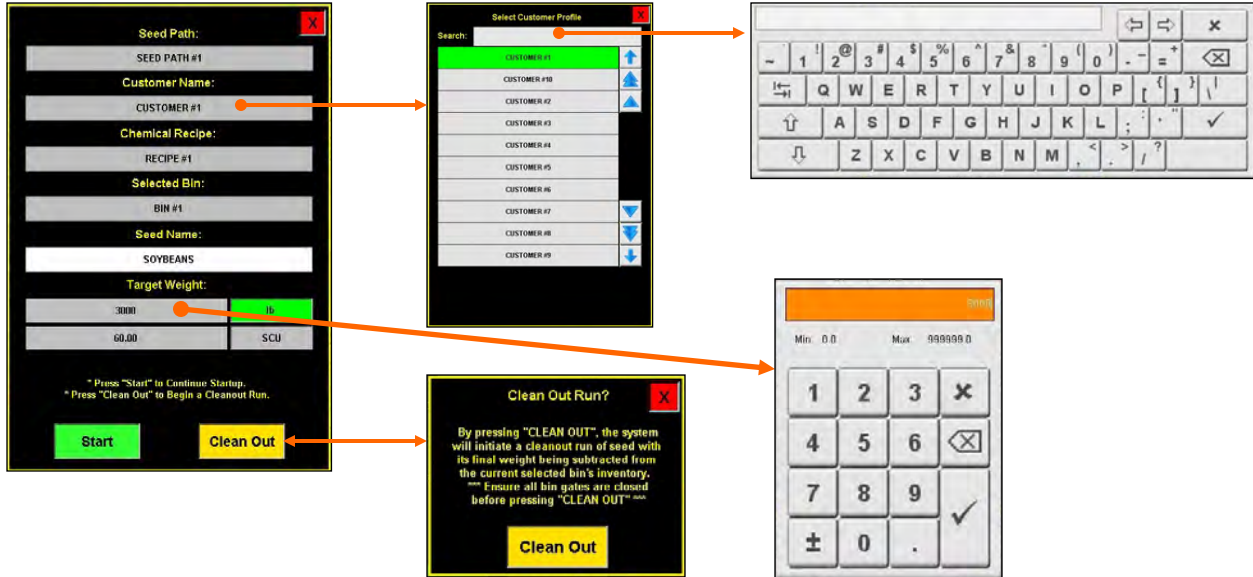 X
Seed Path:
SEED PATH #1
Customer Name:
CUSTOMER #1
Chemical Recipe:
RECIPE #1
Selected Bin:
BIN #1
Seed Name:
SOYBEANS
Target Weight:
3000 lb
60.00 SCU
* Press "Start" to Continue Startup.
* Press "Clean Out" to Begin a Cleanout Run.
Start Clean Out
Select Customer Profile X
Search:
CUSTOMER #1
CUSTOMER #10
CUSTOMER #2
CUSTOMER #3
CUSTOMER #4
CUSTOMER #5
CUSTOMER #6
CUSTOMER #7
CUSTOMER #8
CUSTOMER #9
~ ` 1 ! 2 @ 3 # 4 $ 5 % 6 ^ 7 & 8 * 9 ( 0 ) - _ = +
Q W E R T Y U I O P [ { ] } \ |
A S D F G H J K L ; : ' "
Z X C V B N M , < . > / ?
Clean Out Run? X
By pressing "CLEAN OUT", the system
will initiate a cleanout run of seed with
its final weight being subtracted from
the current selected bin's inventory.
*** Ensure all bin gates are closed
before pressing "CLEAN OUT" ***
Clean Out
Min: 0.0 Max: 999999.0
1 2 3
4 5 6
7 8 9
± 0 .